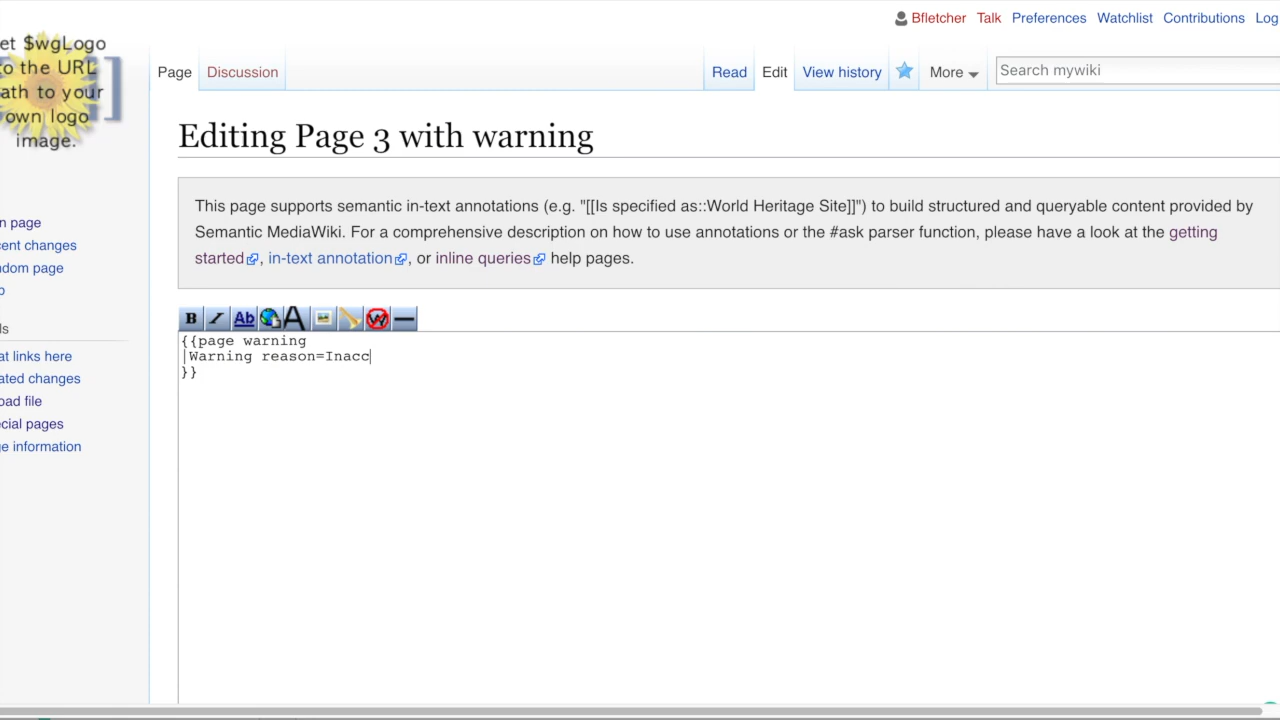 Bfletcher Talk Preferences Watchlist Contributions Log
et $wgLogo
o the URL
ath to your
own logo
image.
Page Discussion Read Edit View history More Search mywiki
Editing Page 3 with warning
This page supports semantic in-text annotations (e.g. "[[Is specified as::World Heritage Site]]") to build structured and queryable content provided by
Semantic MediaWiki. For a comprehensive description on how to use annotations or the #ask parser function, please have a look at the getting
started, in-text annotation, or inline queries help pages.
n page
cent changes
ndom page
p
ls
at links here
ated changes
oad file
cial pages
ge information
B I Ab A W
{{page warning
|Warning reason=Inacc
}}